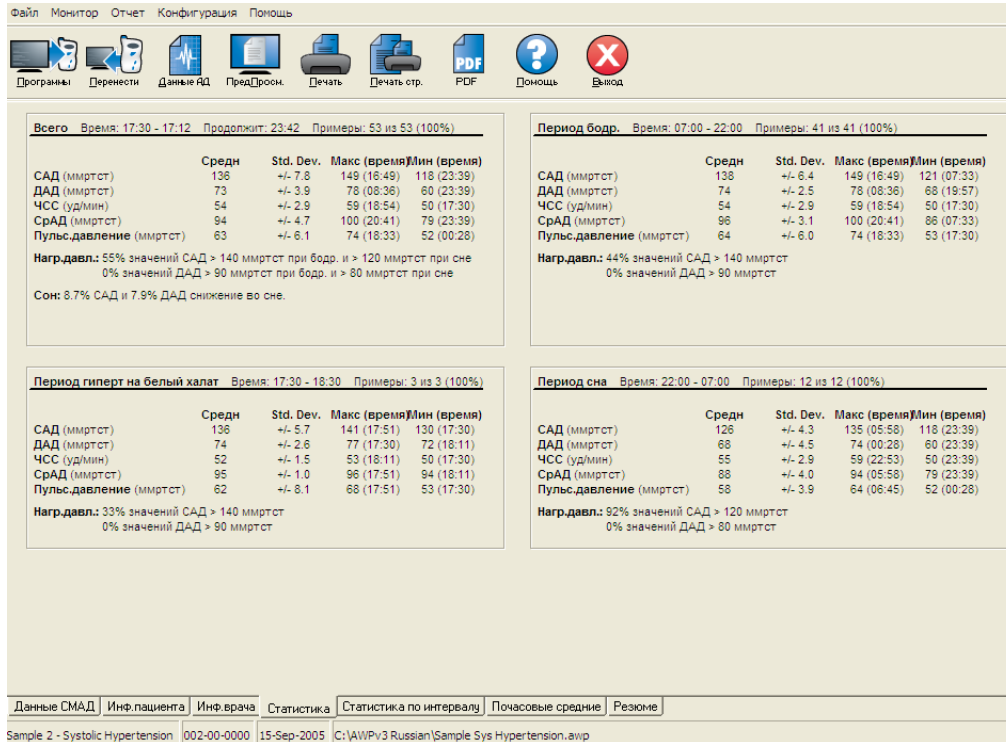 Файл Монитор Отчет Конфигурация Помощь
Программы Перенести Данные АД ПредПросм. Печать Печать стр. PDF Помощь Выход
PDF
Всего Время: 17:30 - 17:12 Продолжит: 23:42 Примеры: 53 из 53 (100%)
Средн Std. Dev. Макс (время)Мин (время)
САД (ммртст) 136 +/- 7.8 149 (16:49) 118 (23:39)
ДАД (ммртст) 73 +/- 3.9 78 (08:36) 60 (23:39)
ЧСС (уд/мин) 54 +/- 2.9 59 (18:54) 50 (17:30)
СрАД (ммртст) 94 +/- 4.7 100 (20:41) 79 (23:39)
Пульс.давление (ммртст) 63 +/- 6.1 74 (18:33) 52 (00:28)
Нагр.давл.: 55% значений САД > 140 ммртст при бодр. и > 120 ммртст при сне
0% значений ДАД > 90 ммртст при бодр. и > 80 ммртст при сне
Сон: 8.7% САД и 7.9% ДАД снижение во сне.
Период бодр. Время: 07:00 - 22:00 Примеры: 41 из 41 (100%)
Средн Std. Dev. Макс (время)Мин (время)
САД (ммртст) 138 +/- 6.4 149 (16:49) 121 (07:33)
ДАД (ммртст) 74 +/- 2.5 78 (08:36) 68 (19:57)
ЧСС (уд/мин) 54 +/- 2.9 59 (18:54) 50 (17:30)
СрАД (ммртст) 96 +/- 3.1 100 (20:41) 86 (07:33)
Пульс.давление (ммртст) 64 +/- 6.0 74 (18:33) 53 (17:30)
Нагр.давл.: 44% значений САД > 140 ммртст
0% значений ДАД > 90 ммртст
Период гиперт на белый халат Время: 17:30 - 18:30 Примеры: 3 из 3 (100%)
Средн Std. Dev. Макс (время)Мин (время)
САД (ммртст) 136 +/- 5.7 141 (17:51) 130 (17:30)
ДАД (ммртст) 74 +/- 2.6 77 (17:30) 72 (18:11)
ЧСС (уд/мин) 52 +/- 1.5 53 (18:11) 50 (17:30)
СрАД (ммртст) 95 +/- 1.0 96 (17:51) 94 (18:11)
Пульс.давление (ммртст) 62 +/- 8.1 68 (17:51) 53 (17:30)
Нагр.давл.: 33% значений САД > 140 ммртст
0% значений ДАД > 90 ммртст
Период сна Время: 22:00 - 07:00 Примеры: 12 из 12 (100%)
Средн Std. Dev. Макс (время)Мин (время)
САД (ммртст) 126 +/- 4.3 135 (05:58) 118 (23:39)
ДАД (ммртст) 68 +/- 4.5 74 (00:28) 60 (23:39)
ЧСС (уд/мин) 55 +/- 2.9 59 (22:53) 50 (23:39)
СрАД (ммртст) 88 +/- 4.0 94 (05:58) 79 (23:39)
Пульс.давление (ммртст) 58 +/- 3.9 64 (06:45) 52 (00:28)
Нагр.давл.: 92% значений САД > 120 ммртст
0% значений ДАД > 80 ммртст
Данные СМАД Инф.пациента Инф.врача Статистика Статистика по интервалу Почасовые средние Резюме
Sample 2 - Systolic Hypertension 002-00-0000 15-Sep-2005 C:\AWPv3 Russian\Sample Sys Hypertension.awp